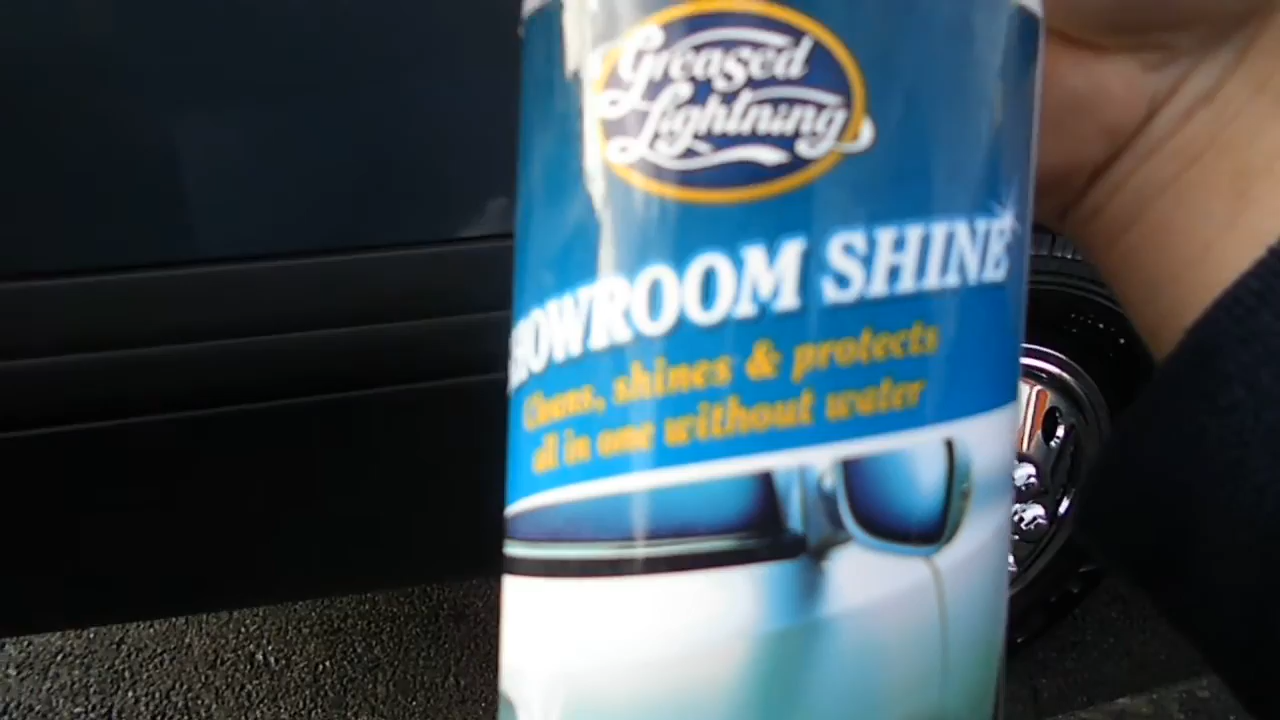 Greased
Lightning
SHOWROOM SHINE
Cleans, shines & protects
all in one without water